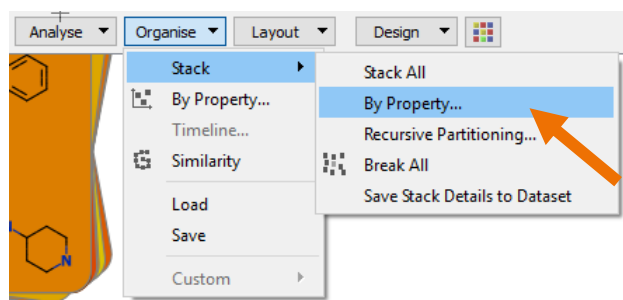 Analyse
Organise
Layout
Design
Stack
By Property...
Timeline...
Similarity
Load
Save
Custom
Stack All
By Property...
Recursive Partitioning...
Break All
Save Stack Details to Dataset
N